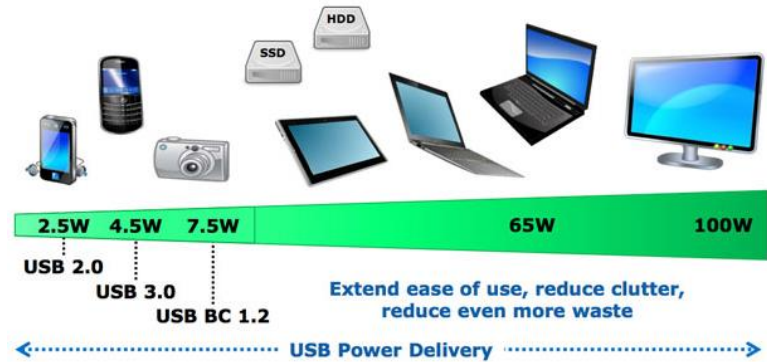 HDD
SSD
2.5W 4.5W 7.5W 65W 100W
USB 2.0
USB 3.0
USB BC 1.2
Extend ease of use, reduce clutter,
reduce even more waste
USB Power Delivery